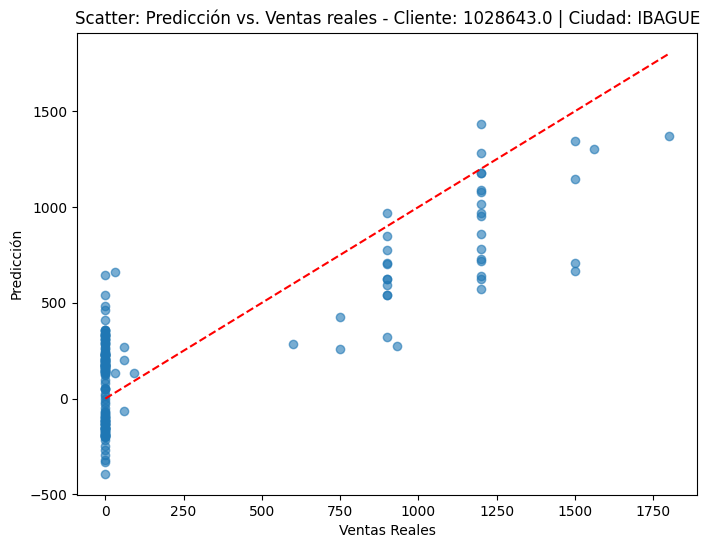 Scatter: Predicción vs. Ventas reales - Cliente: 1028643.0 | Ciudad: IBAGUE
Predicción
1500
1000
500
0
-500
0 250 500 750 1000 1250 1500 1750
Ventas Reales